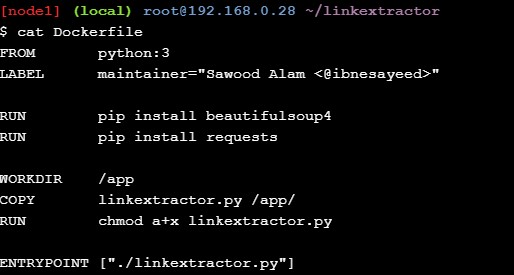 [node1] (local) root@192.168.0.28 ~/linkextractor
$ cat Dockerfile
FROM python:3
LABEL maintainer="Sawood Alam <@ibnesayeed>"
RUN pip install beautifulsoup4
RUN pip install requests
WORKDIR /app
COPY linkextractor.py /app/
RUN chmod a+x linkextractor.py
ENTRYPOINT ["./linkextractor.py"]